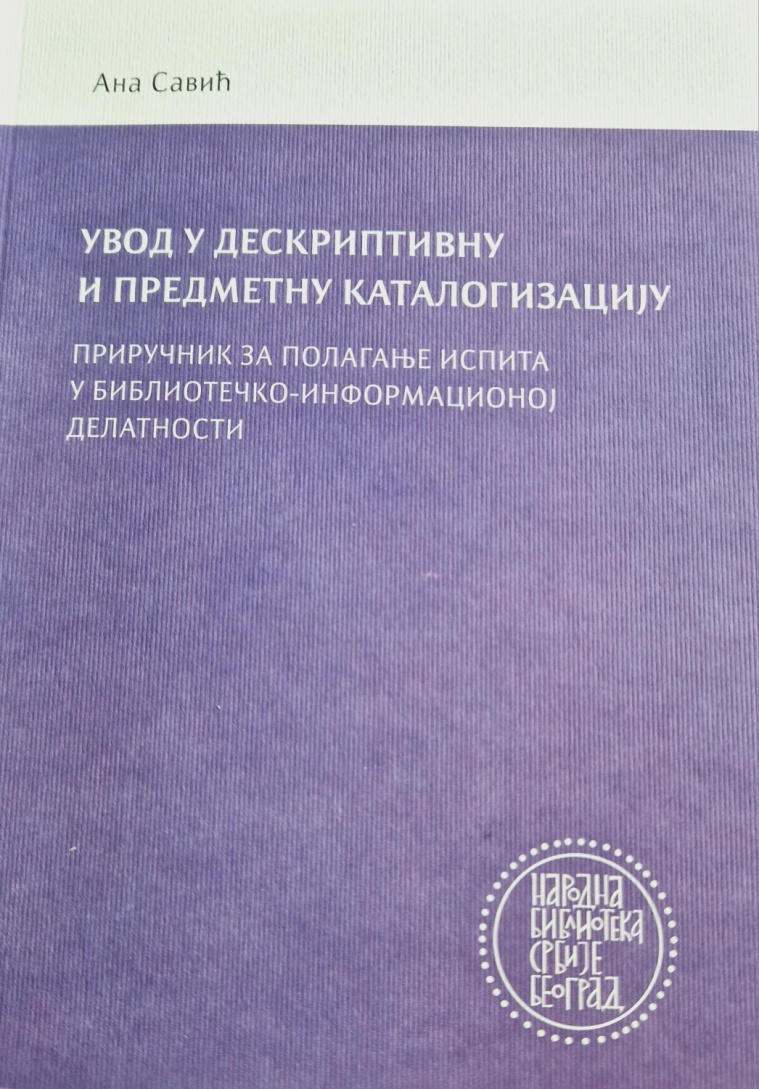 Ана Савић
УВОД У ДЕСКРИПТИВНУ
И ПРЕДМЕТНУ КАТАЛОГИЗАЦИЈУ
ПРИРУЧНИК ЗА ПОЛАГАЊЕ ИСПИТА
У БИБЛИОТЕЧКО-ИНФОРМАЦИОНОЈ
ДЕЛАТНОСТИ
НАРОДНА
БИБЛИОТЕКА
СРБИЈЕ
БЕОГРАД